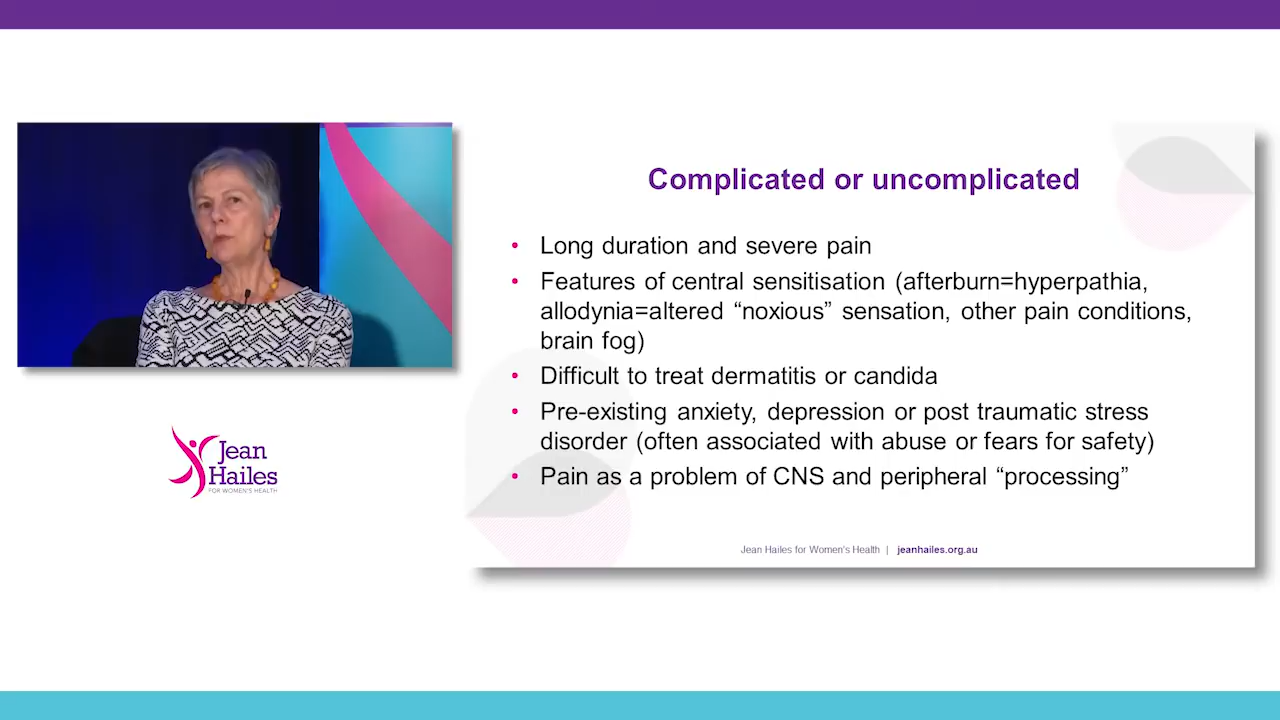 Complicated or uncomplicated
• Long duration and severe pain
• Features of central sensitisation (afterburn=hyperpathia,
allodynia=altered “noxious” sensation, other pain conditions,
brain fog)
• Difficult to treat dermatitis or candida
• Pre-existing anxiety, depression or post traumatic stress
disorder (often associated with abuse or fears for safety)
• Pain as a problem of CNS and peripheral “processing”
Jean
Hailes
FOR WOMEN'S HEALTH
Jean Hailes for Women's Health | jeanhailes.org.au